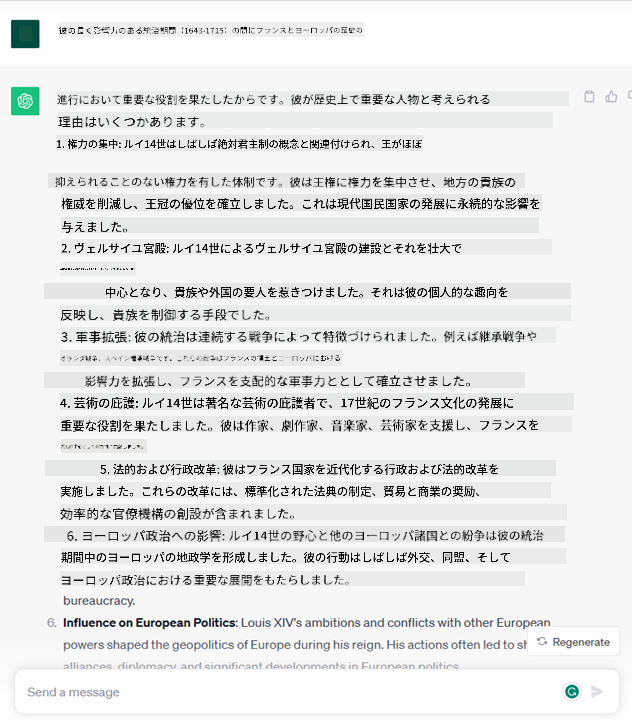 彼の長く影響力のある統治期間（1643-1715）の間にフランスとヨーロッパの歴史の
進行において重要な役割を果たしたからです。彼が歴史上で重要な人物と考えられる
理由はいくつかあります。
1. 権力の集中: ルイ14世はしばしば絶対君主制の概念と関連付けられ、王がほぼ
抑えられることのない権力を有した体制です。彼は王権に権力を集中させ、地方の貴族の
権威を削減し、王冠の優位を確立しました。これは現代国民国家の発展に永続的な影響を
与えました。
2. ヴェルサイユ宮殿: ルイ14世によるヴェルサイユ宮殿の建設とそれを壮大で
中心となり、貴族や外国の要人を惹きつけました。それは彼の個人的な趣向を
反映し、貴族を制御する手段でした。
3. 軍事拡張: 彼の統治は連続する戦争によって特徴づけられました。例えば継承戦争や
オランダ戦争、スペイン継承戦争です。これらの紛争はフランスの領土とヨーロッパにおける
影響力を拡張し、フランスを支配的な軍事力ととして確立させました。
4. 芸術の庇護: ルイ14世は著名な芸術の庇護者で、17世紀のフランス文化の発展に
重要な役割を果たしました。彼は作家、劇作家、音楽家、芸術家を支援し、フランスを
5. 法的および行政改革: 彼はフランス国家を近代化する行政および法的改革を
実施しました。これらの改革には、標準化された法典の制定、貿易と商業の奨励、
効率的な官僚機構の創設が含まれました。
6. ヨーロッパ政治への影響: ルイ14世の野心と他のヨーロッパ諸国との紛争は彼の統治
期間中のヨーロッパの地政学を形成しました。彼の行動はしばしば外交、同盟、そして
ヨーロッパ政治における重要な展開をもたらしました。
bureaucracy.
6. Influence on European Politics: Louis XIV's ambitions and conflicts with other European
powers shaped the geopolitics of Europe during his reign. His actions often led to sh
Regenerate
alliances, diplomacy, and significant developments in European politics.
Send a message